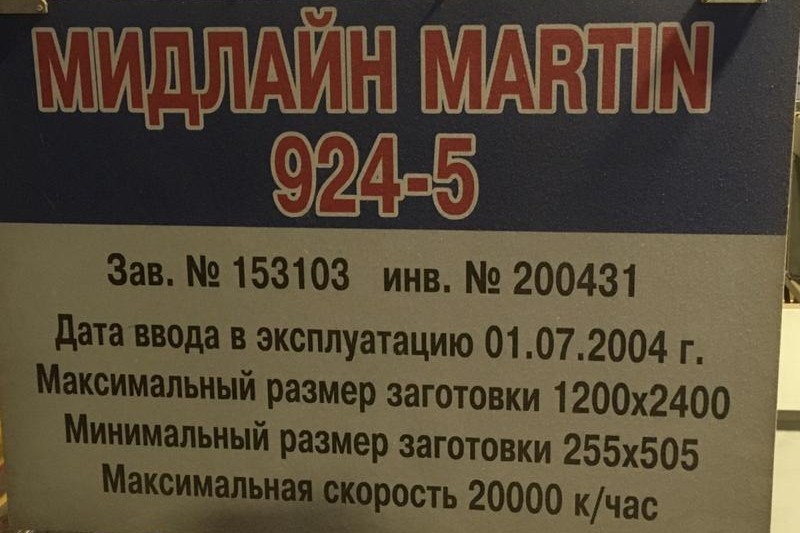 МИДЛАЙН MARTIN
924-5
Зав. № 153103 инв. № 200431
Дата ввода в эксплуатацию 01.07.2004 г.
Максимальный размер заготовки 1200х2400
Минимальный размер заготовки 255х505
Максимальная скорость 20000 к/час